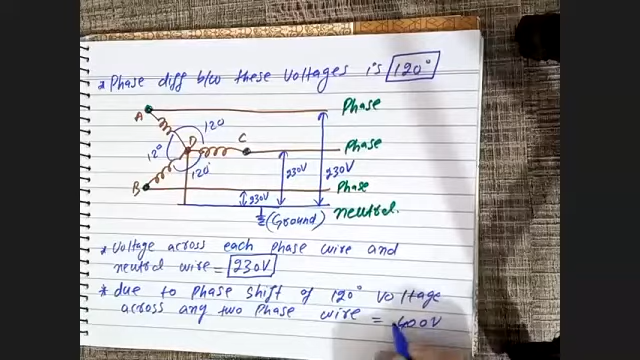 * Phase diff b/w these voltages is 120°
A
Phase
120
D
C
Phase
120
120
230V
230V
B
230V
Phase
(Ground)
neutral.
* Voltage across each phase wire and
neutral wire = 230V
* due to phase shift of 120° voltage
across any two phase wire = 400V